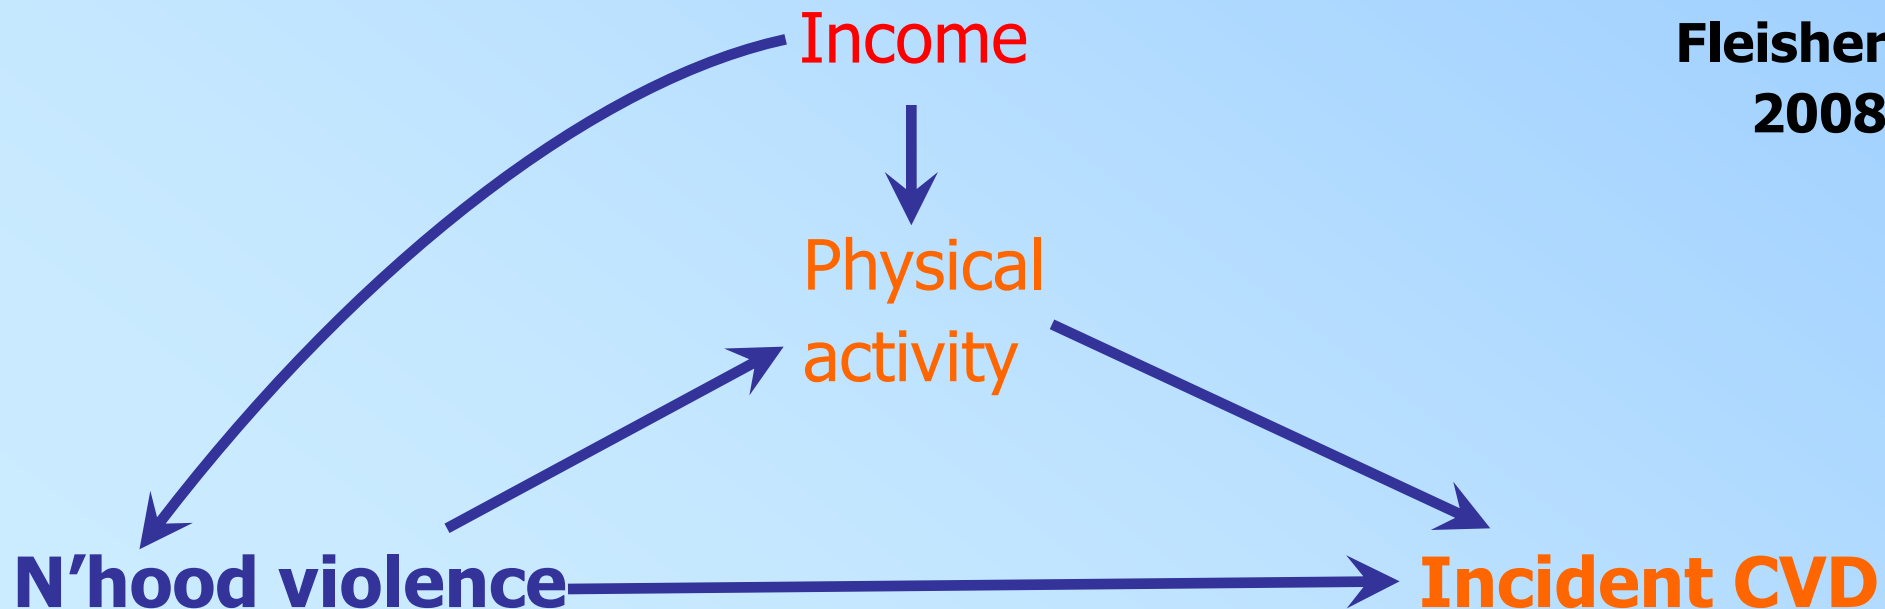 Income
Fleisher
2008
Physical
activity
N’hood violence
Incident CVD